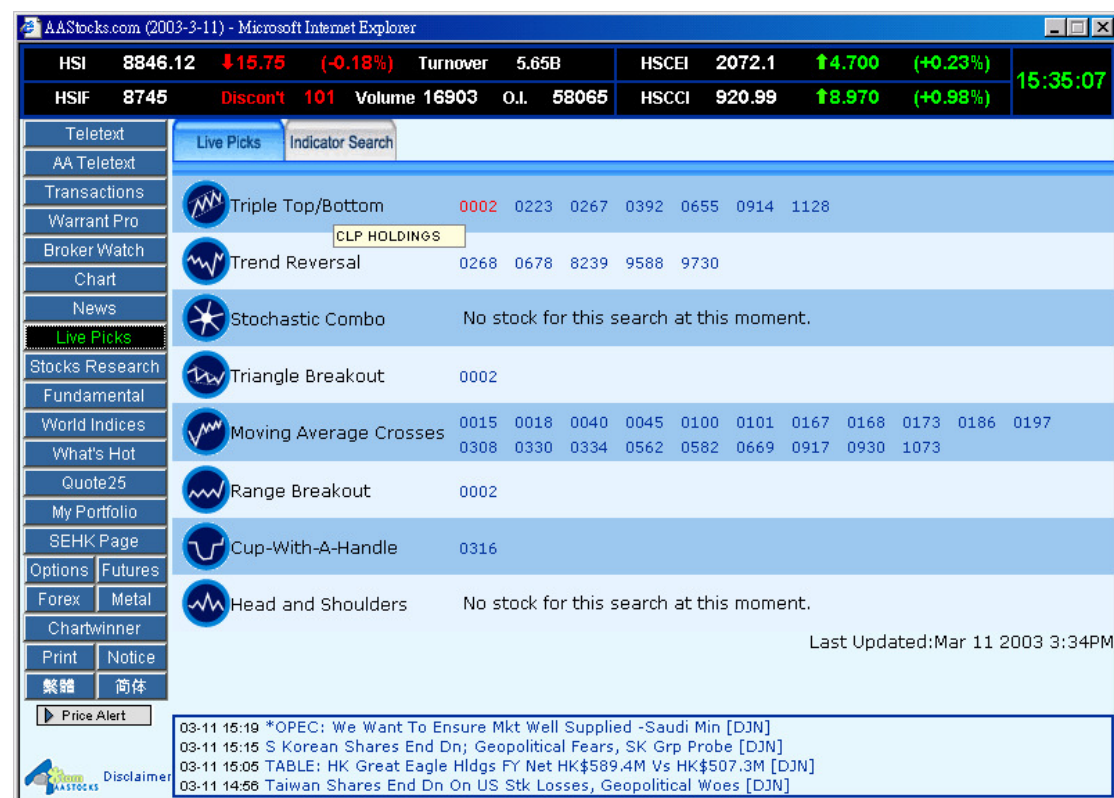 AAStocks.com (2003-3-11) - Microsoft Internet Explorer
HSI 8846.12 15.75 (-0.18%) Turnover 5.65B HSCEI 2072.1 4.700 (+0.23%)
15:35:07
HSIF 8745 Discon't 101 Volume 16903 O.I. 58065 HSCCI 920.99 8.970 (+0.98%)
Teletext
AA Teletext
Transactions
Warrant Pro
Broker Watch
Chart
News
Live Picks
Stocks Research
Fundamental
World Indices
What's Hot
Quote25
My Portfolio
SEHK Page
Options Futures
Forex Metal
Chartwinner
Print Notice
繁體 简体
Price Alert
AASTOCKS Disclaimer
Live Picks Indicator Search
Triple Top/Bottom 0002 0223 0267 0392 0655 0914 1128
CLP HOLDINGS
Trend Reversal 0268 0678 8239 9588 9730
Stochastic Combo No stock for this search at this moment.
Triangle Breakout 0002
Moving Average Crosses 0015 0018 0040 0045 0100 0101 0167 0168 0173 0186 0197
0308 0330 0334 0562 0582 0669 0917 0930 1073
Range Breakout 0002
Cup-With-A-Handle 0316
Head and Shoulders No stock for this search at this moment.
Last Updated:Mar 11 2003 3:34PM
03-11 15:19 *OPEC: We Want To Ensure Mkt Well Supplied -Saudi Min [DJN]
03-11 15:15 S Korean Shares End Dn; Geopolitical Fears, SK Grp Probe [DJN]
03-11 15:05 TABLE: HK Great Eagle Hldgs FY Net HK$589.4M Vs HK$507.3M [DJN]
03-11 14:56 Taiwan Shares End Dn On US Stk Losses, Geopolitical Woes [DJN]